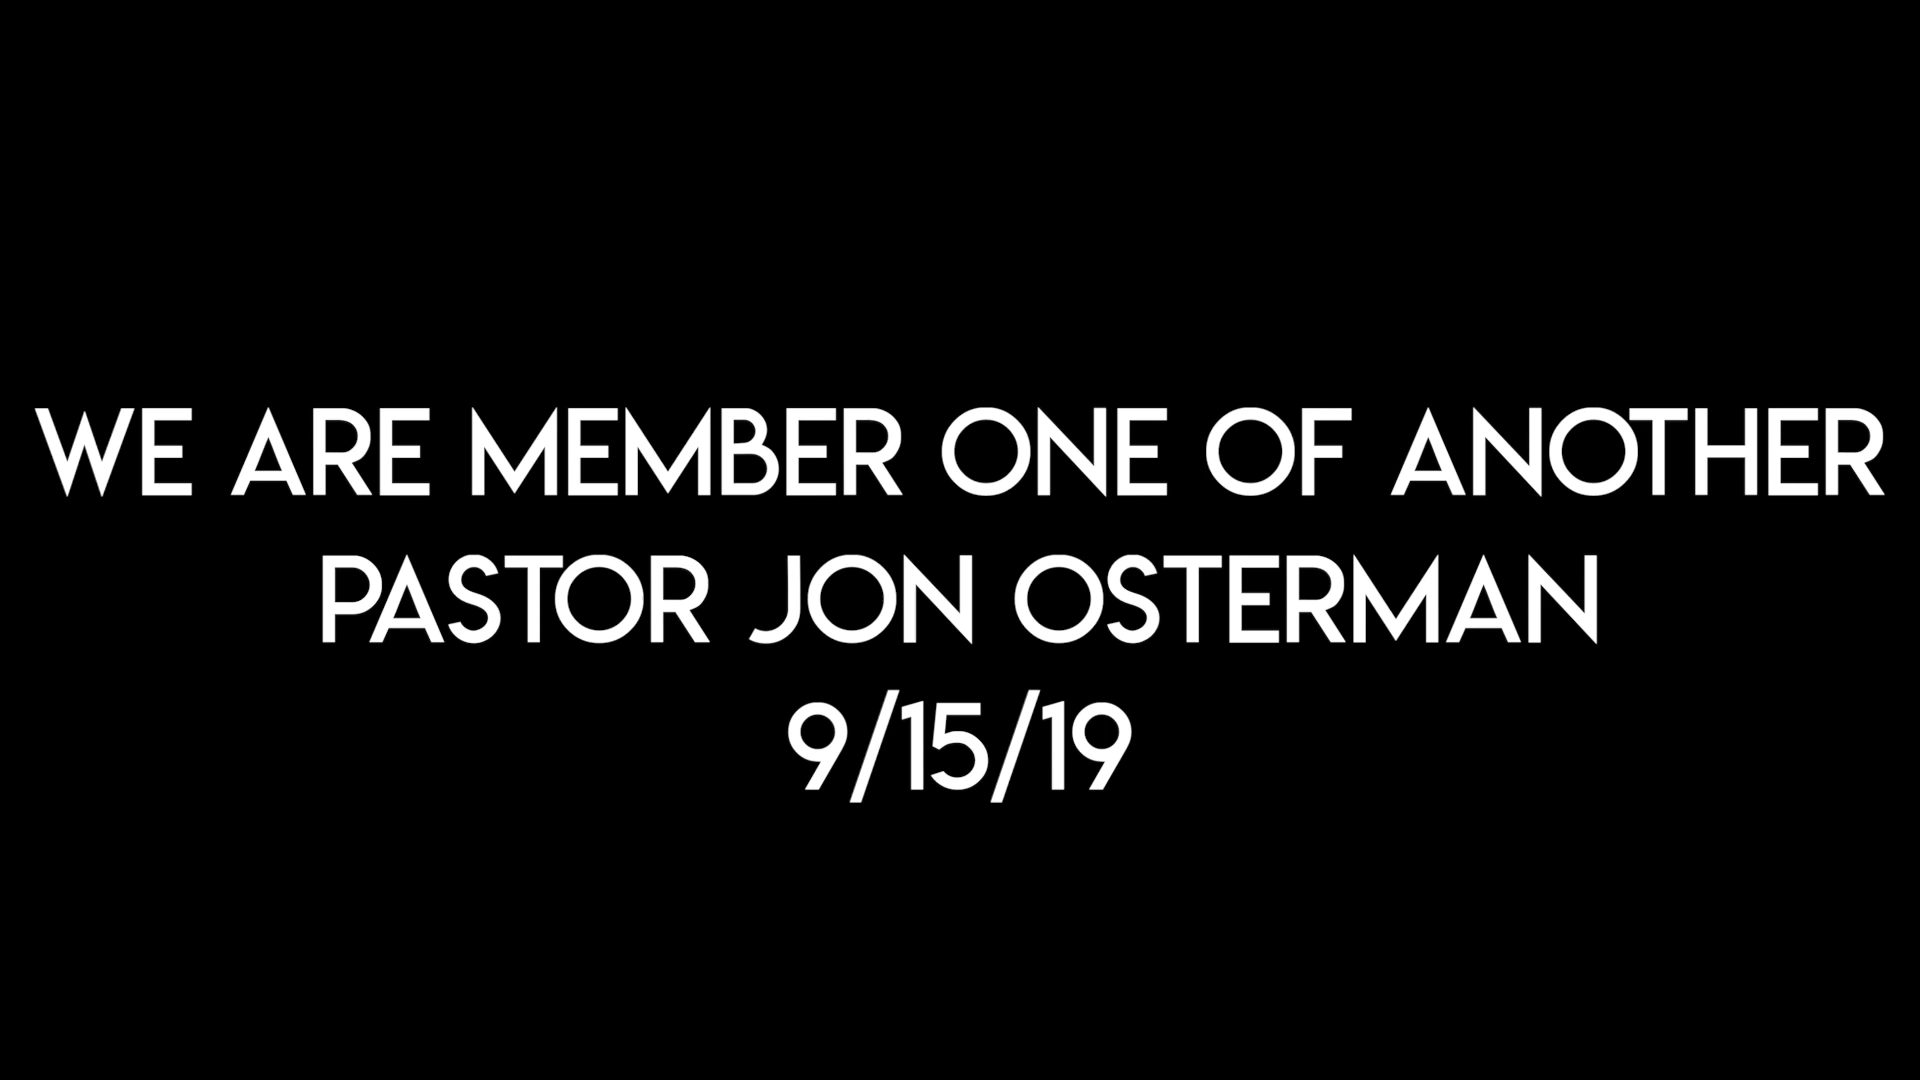 WE ARE MEMBER ONE OF ANOTHER
PASTOR JON OSTERMAN
9/15/19